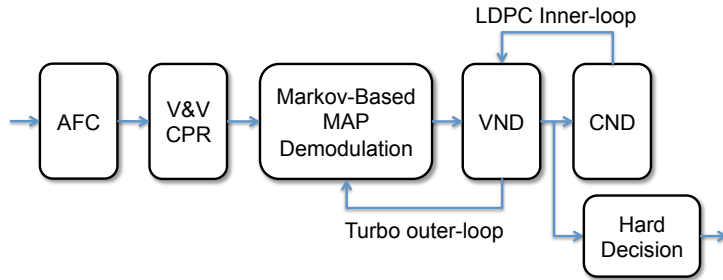 LDPC Inner-loop
AFC
V&V
CPR
Markov-Based
MAP
Demodulation
VND
CND
Turbo outer-loop
Hard
Decision